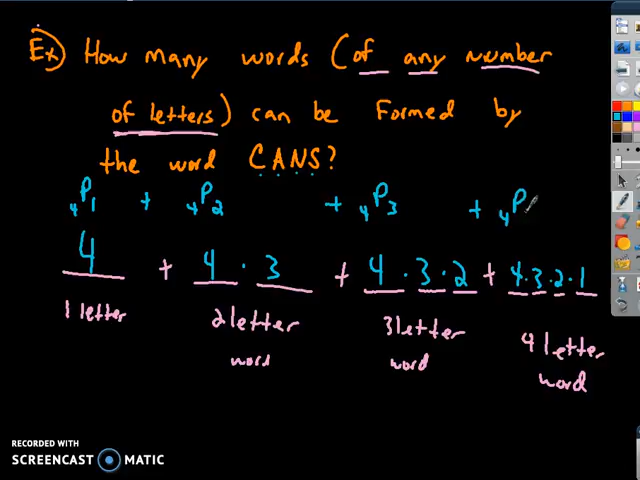 Ex) How many words (of any number
of letters) can be formed by
the word CANS?
₄P₁ + ₄P₂ + ₄P₃ + ₄P
4 + 4 · 3 + 4 · 3 · 2 + 4 · 3 · 2 · 1
1 letter 2 letter word 3 letter word 4 letter word
RECORDED WITH
SCREENCAST MATIC